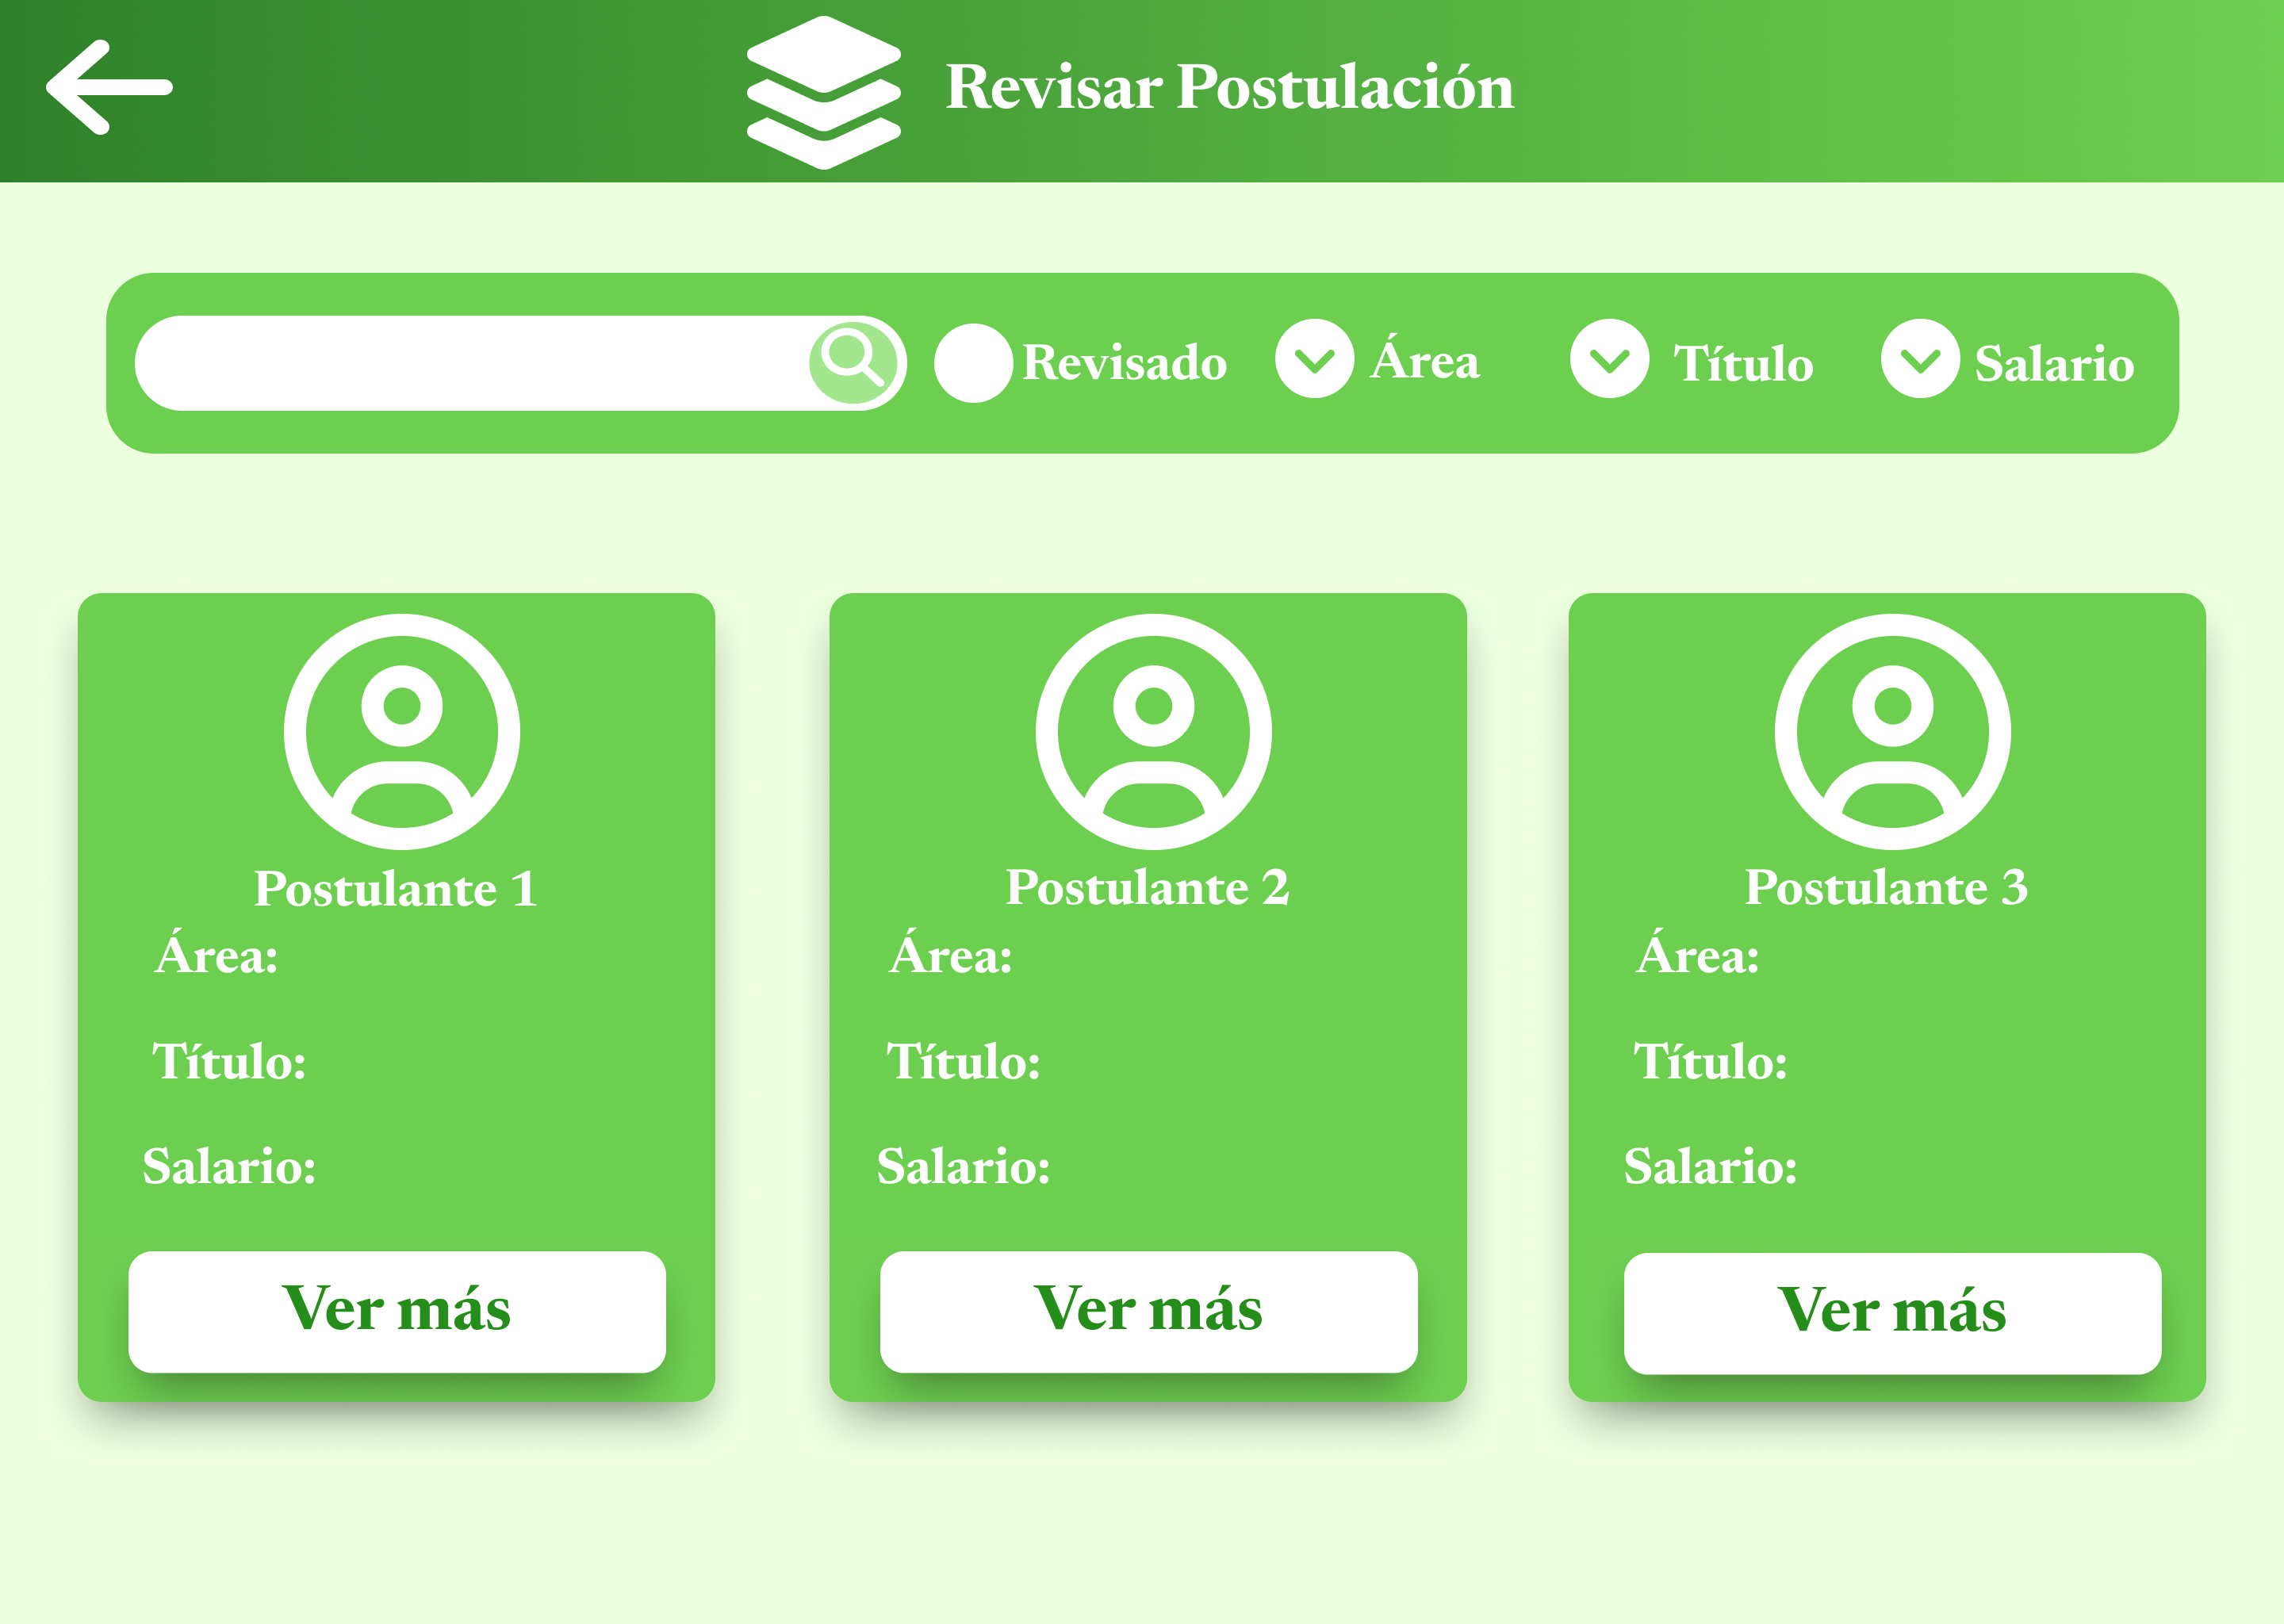 Revisar Postulación
Revisado
Área
Título
Salario
Postulante 1
Área:
Título:
Salario:
Ver más
Postulante 2
Área:
Título:
Salario:
Ver más
Postulante 3
Área:
Título:
Salario:
Ver más